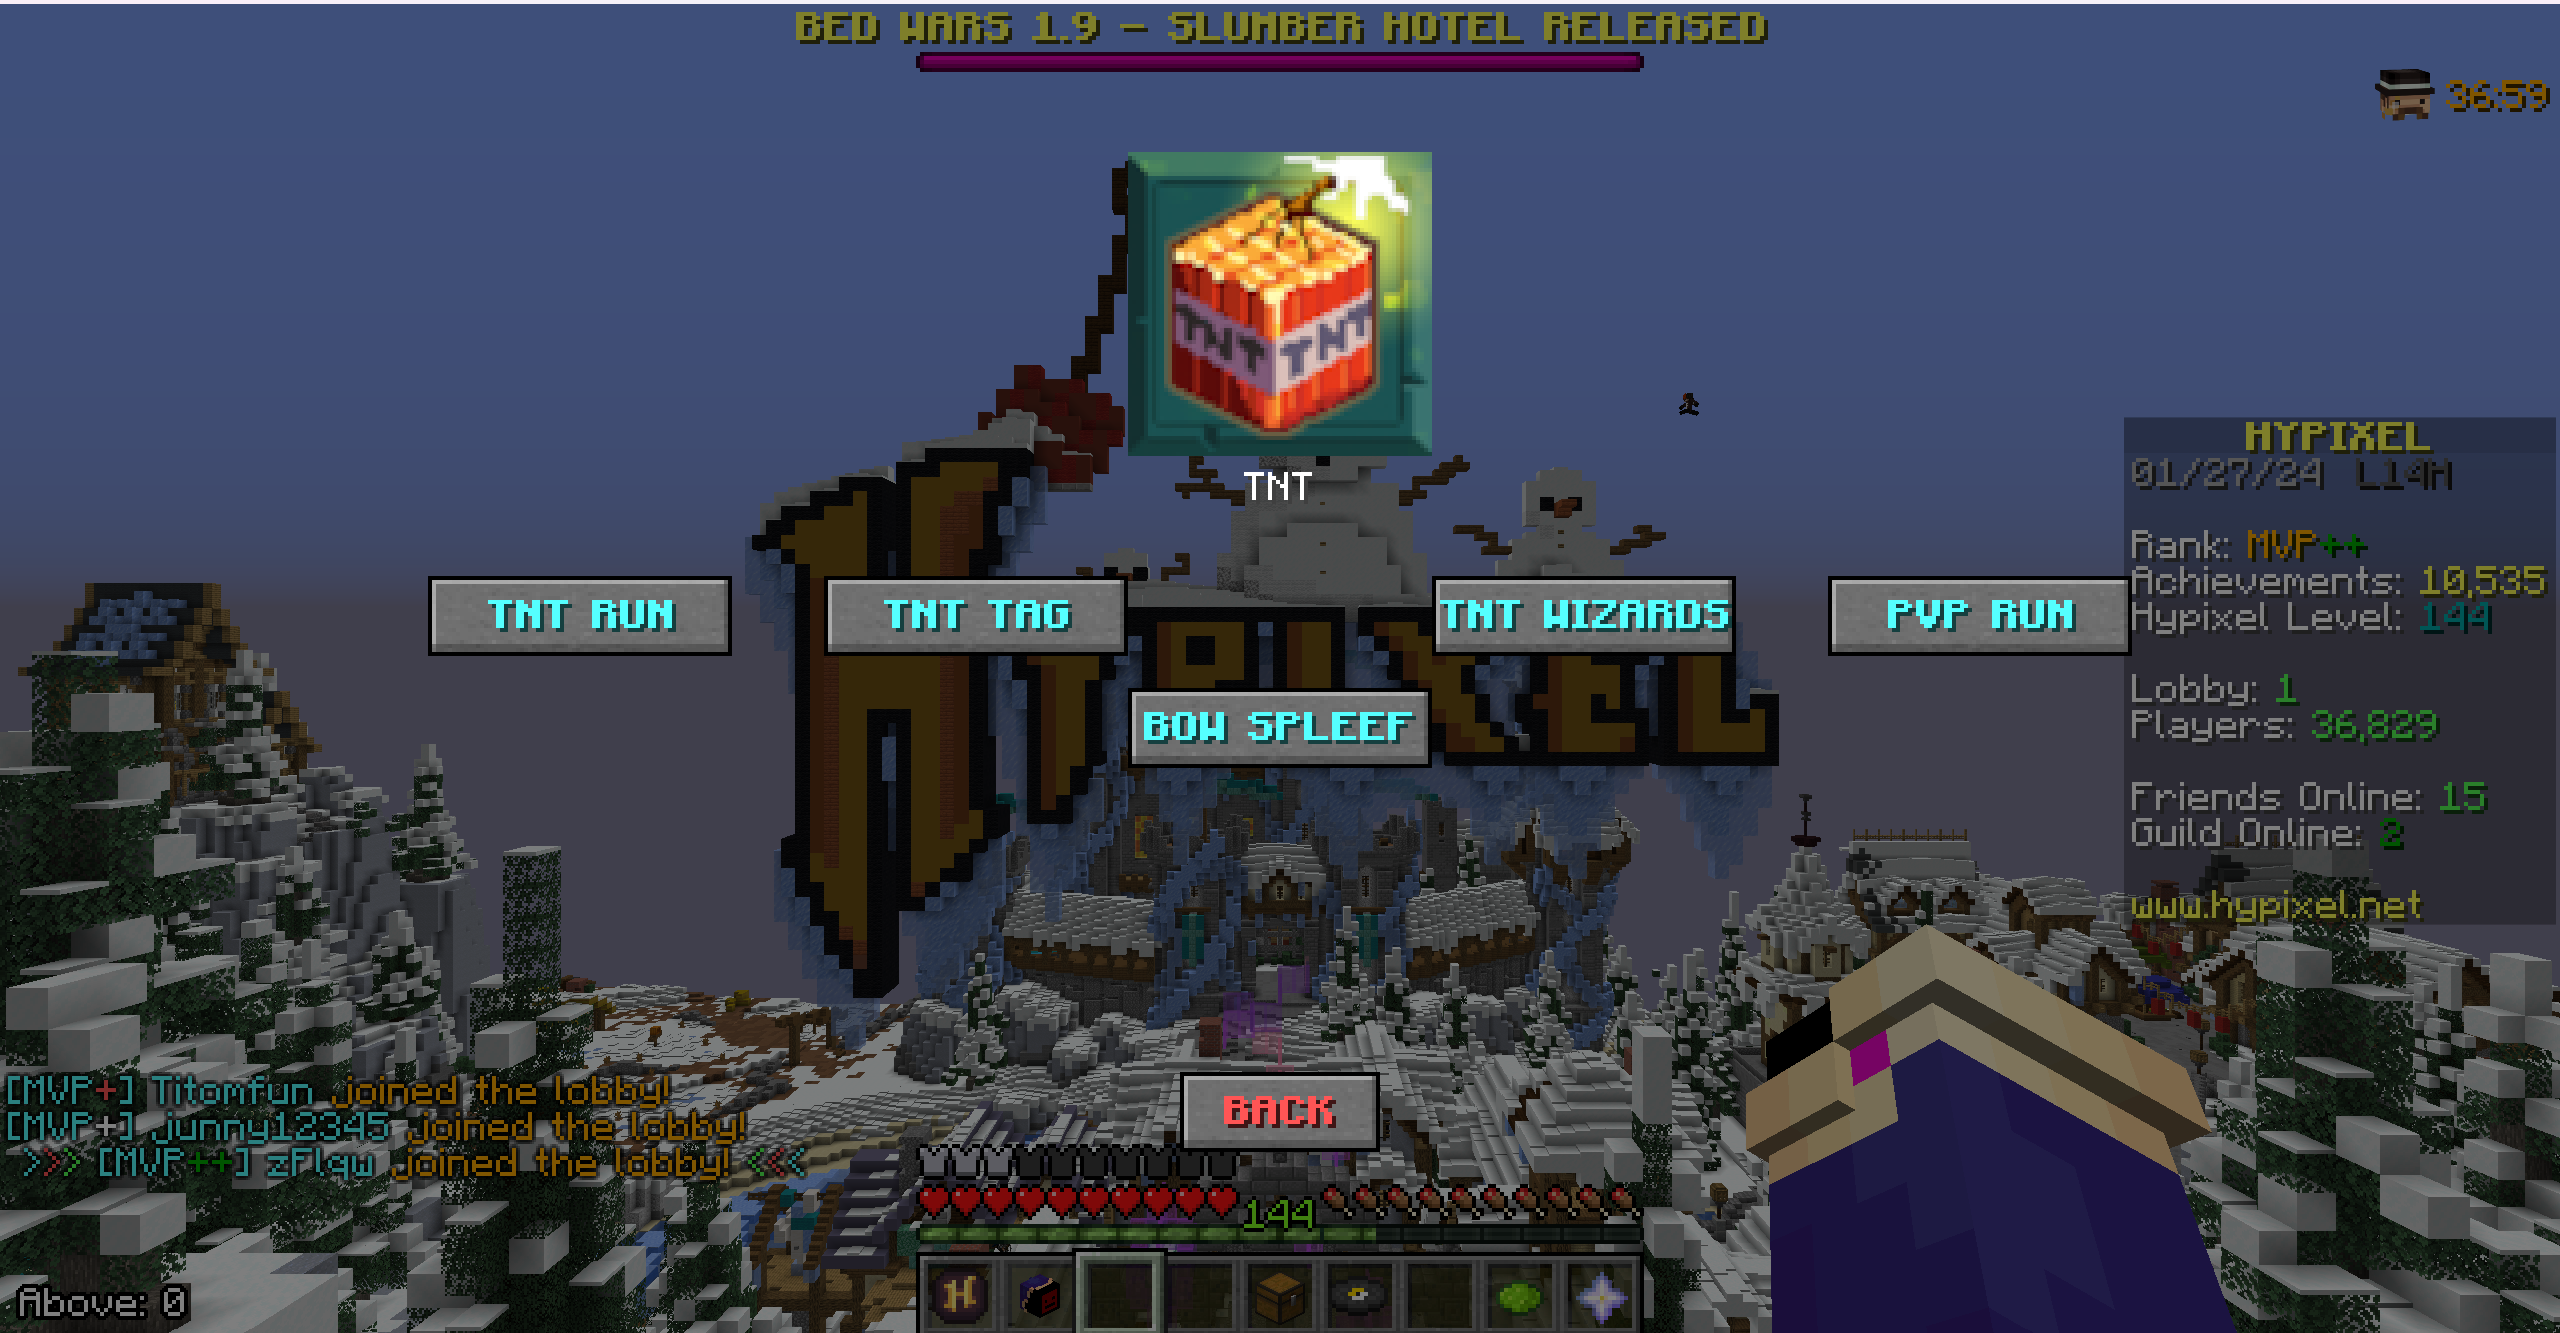 BED WARS 1.9 - SLUMBER HOTEL RELEASED
36:59
TNT TNT
TNT
HYPIXEL
01/27/24 L14H
Rank: MVP++
Achievements: 10,535
Hypixel Level: 144
Lobby: 1
Players: 36,829
Friends Online: 15
Guild Online: 2
www.hypixel.net
TNT RUN
TNT TAG
TNT WIZARDS
PVP RUN
BOW SPLEEF
HYPIXEL
BACK
[MVP+] Titomfun joined the lobby!
[MVP+] junny12345 joined the lobby!
>>> [MVP++] zFlqw joined the lobby! <<<
144
H
Above: 0